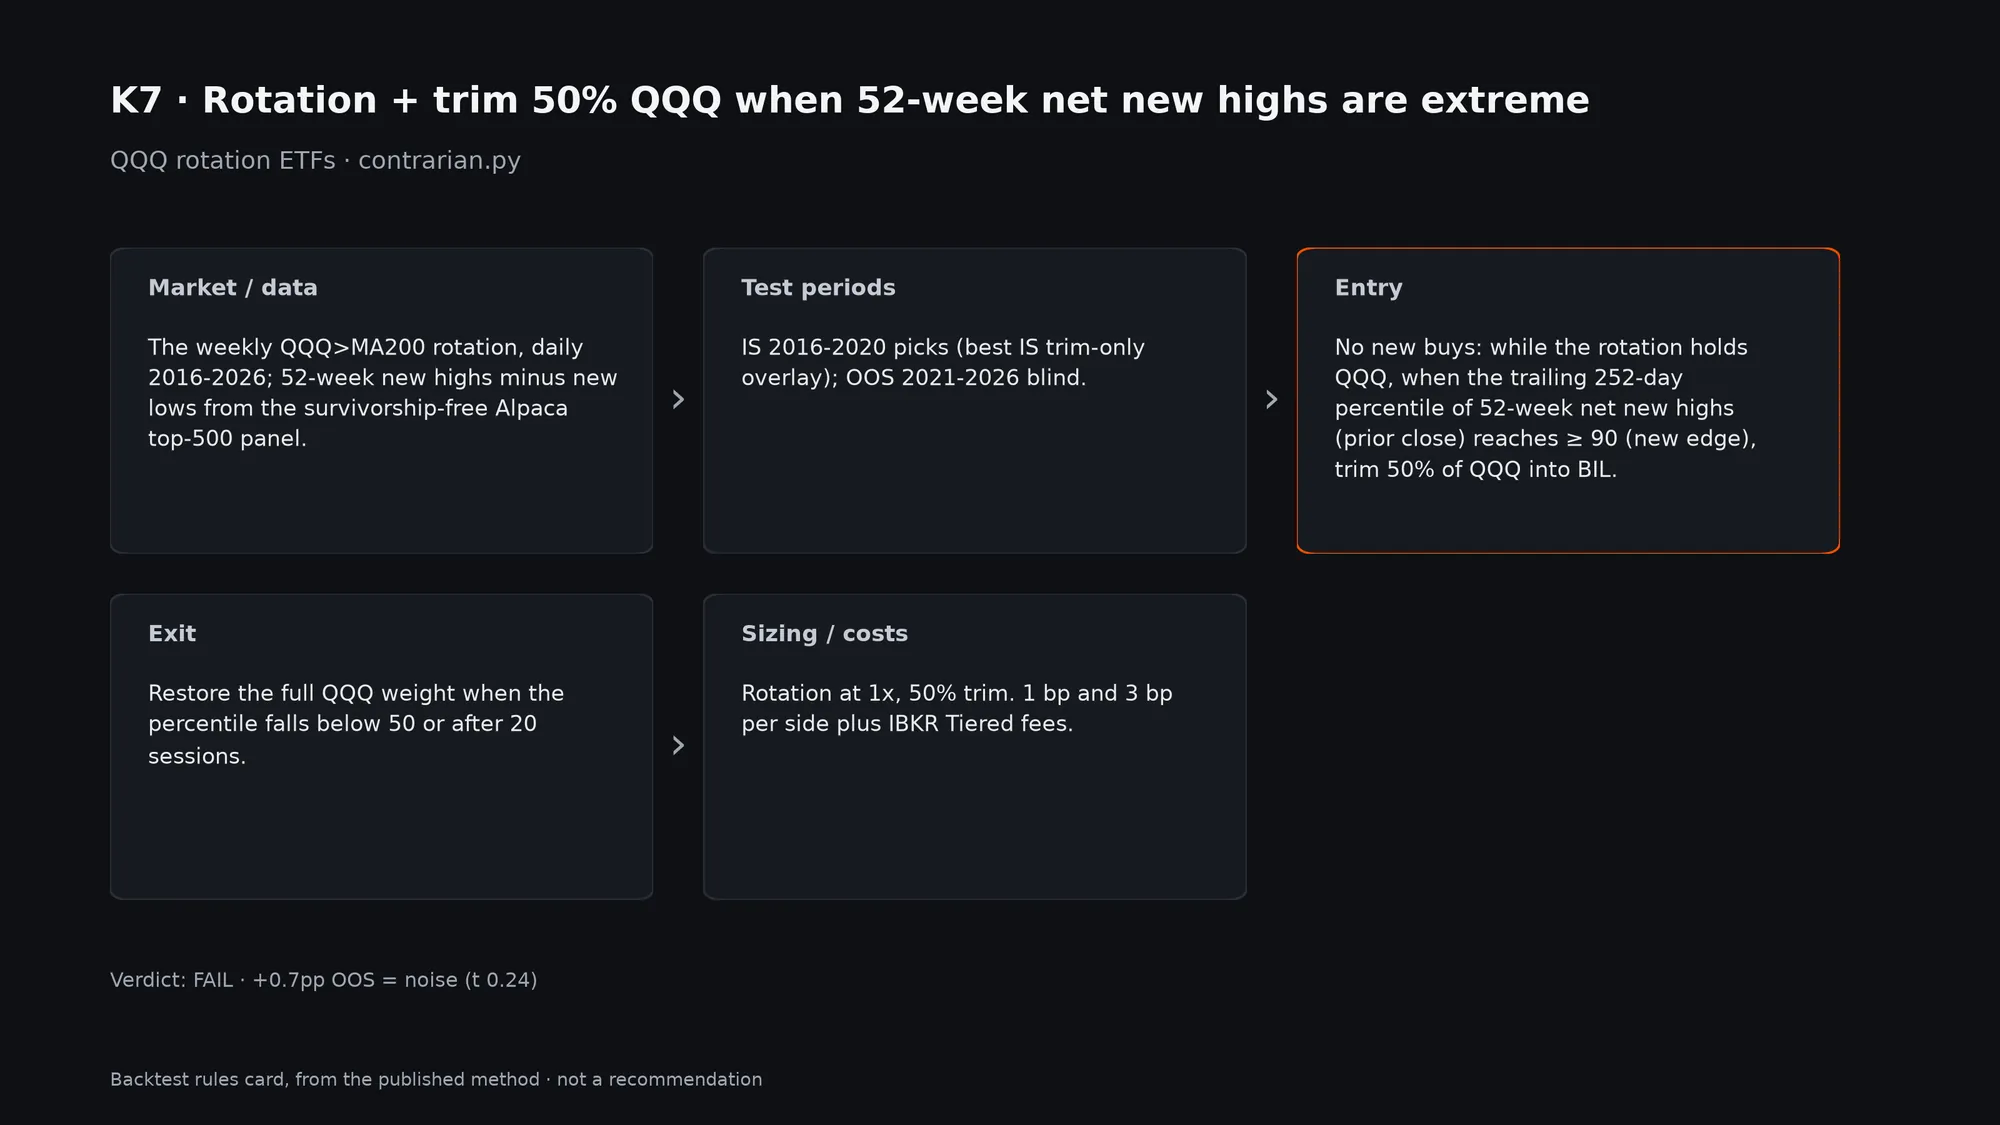 K7 · Rotation + trim 50% QQQ when 52-week net new highs are extreme
QQQ rotation ETFs · contrarian.py
Market / data
The weekly QQQ>MA200 rotation, daily
2016-2026; 52-week new highs minus new
lows from the survivorship-free Alpaca
top-500 panel.
›
Test periods
IS 2016-2020 picks (best IS trim-only
overlay); OOS 2021-2026 blind.
›
Entry
No new buys: while the rotation holds
QQQ, when the trailing 252-day
percentile of 52-week net new highs
(prior close) reaches ≥ 90 (new edge),
trim 50% of QQQ into BIL.
Exit
Restore the full QQQ weight when the
percentile falls below 50 or after 20
sessions.
›
Sizing / costs
Rotation at 1x, 50% trim. 1 bp and 3 bp
per side plus IBKR Tiered fees.
Verdict: FAIL · +0.7pp OOS = noise (t 0.24)
Backtest rules card, from the published method · not a recommendation